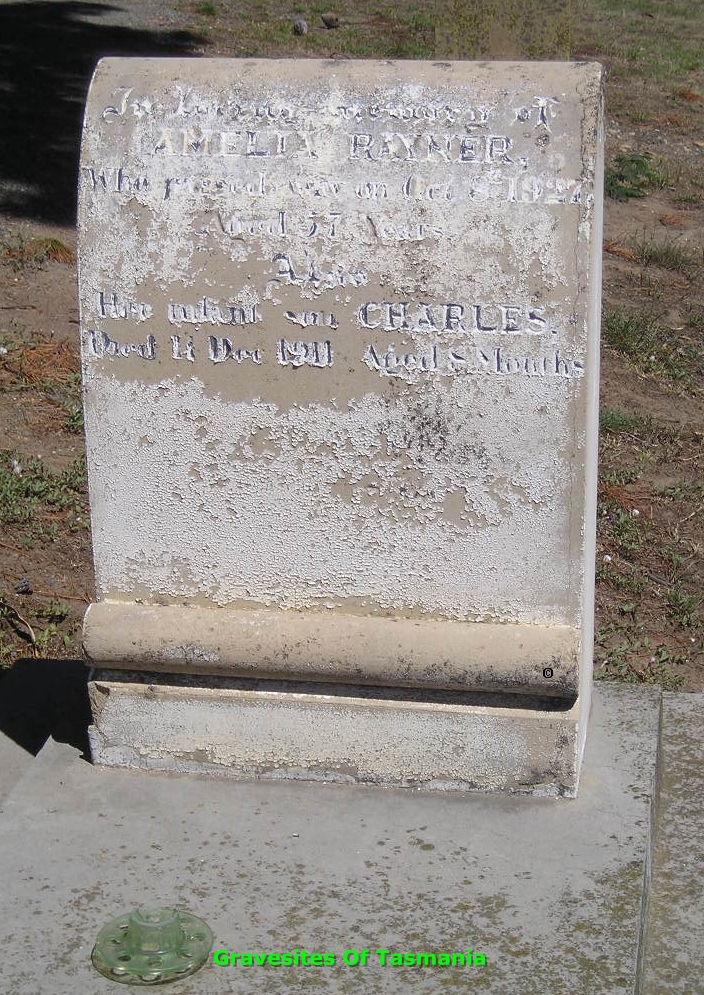 In loving memory of
AMELIA RAYNER.
Who passed away on Oct 8th 1927
Aged 57 Years
Also
Her infant son CHARLES.
Died Dec 1911 Aged 8 Months
Gravesites Of Tasmania